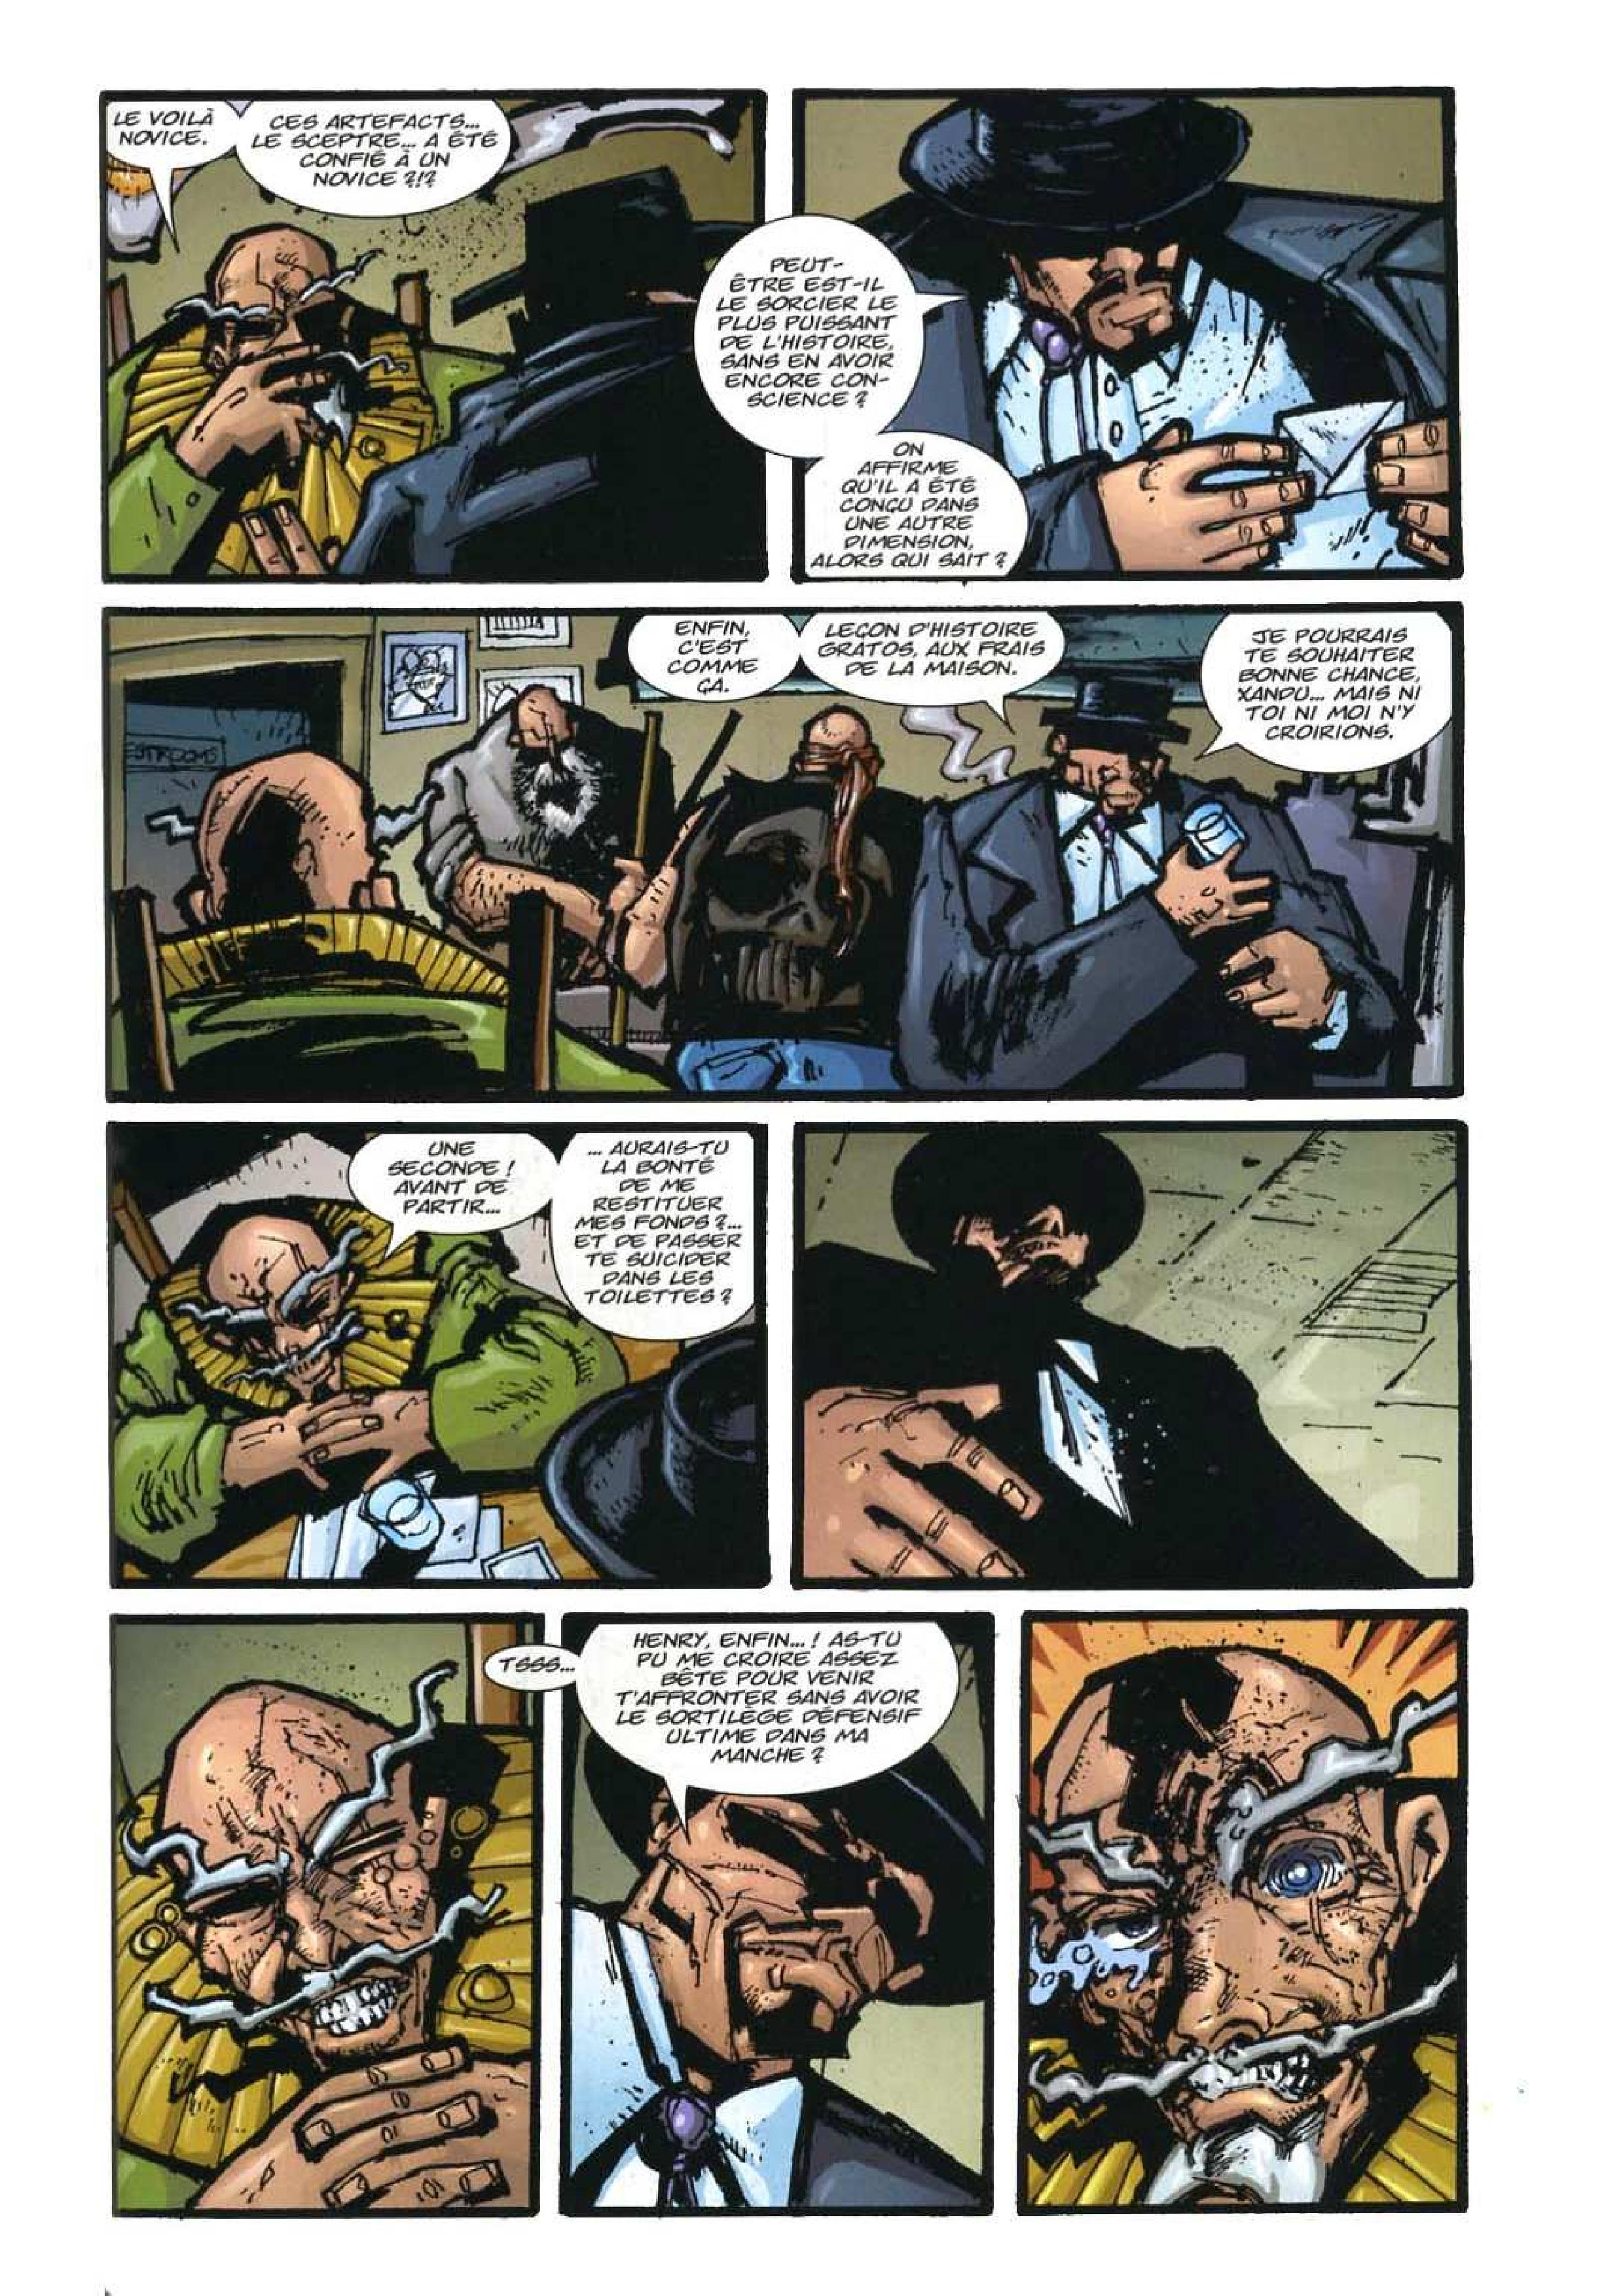 LE VOILÀ
NOVICE.
CES ARTEFACTS...
LE SCEPTRE... A ÉTÉ
CONFIÉ À UN
NOVICE ?!?
PEUT-
ÊTRE EST-IL
LE SORCIER LE
PLUS PUISSANT
DE L'HISTOIRE,
SANS EN AVOIR
ENCORE CON-
SCIENCE ?
ON
AFFIRME
QU'IL A ÉTÉ
CONÇU DANS
UNE AUTRE
DIMENSION,
ALORS QUI SAIT ?
ENFIN,
C'EST
COMME
ÇA.
LEÇON D'HISTOIRE
GRATOS, AUX FRAIS
DE LA MAISON.
JE POURRAIS
TE SOUHAITER
BONNE CHANCE,
XANDU... MAIS NI
TOI NI MOI N'Y
CROIRIONS.
ESTROOMS
UNE
SECONDE !
AVANT DE
PARTIR...
... AURAIS-TU
LA BONTÉ
DE ME
RESTITUER
MES FONDS ?...
ET DE PASSER
TE SUICIDER
DANS LES
TOILETTES ?
TSSS...
HENRY, ENFIN... ! AS-TU
PU ME CROIRE ASSEZ
BÊTE POUR VENIR
T'AFFRONTER SANS AVOIR
LE SORTILÈGE DÉFENSIF
ULTIME DANS MA
MANCHE ?